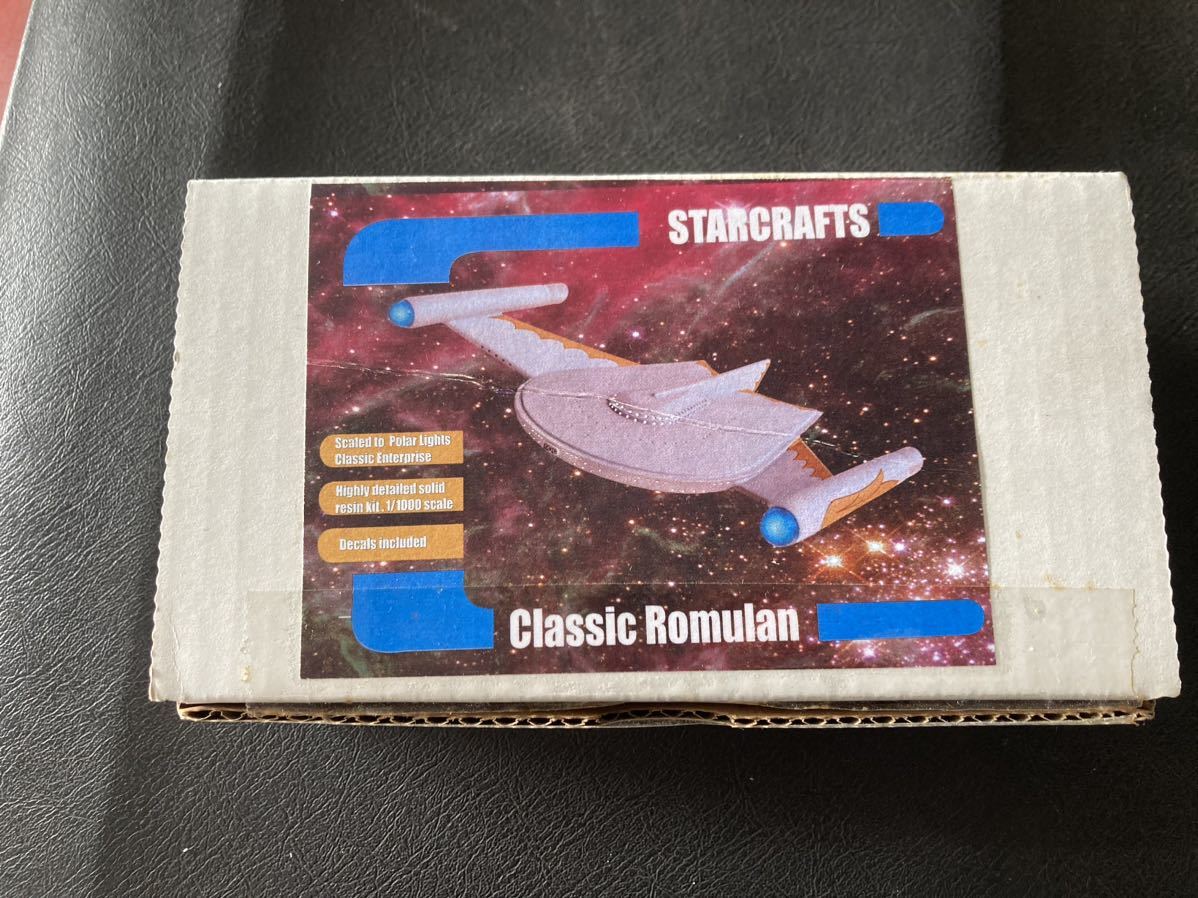 STARCRAFTS
Scaled to Polar Lights
Classic Enterprise
Highly detailed solid
resin kit. 1/1000 scale
Decals included
Classic Romulan